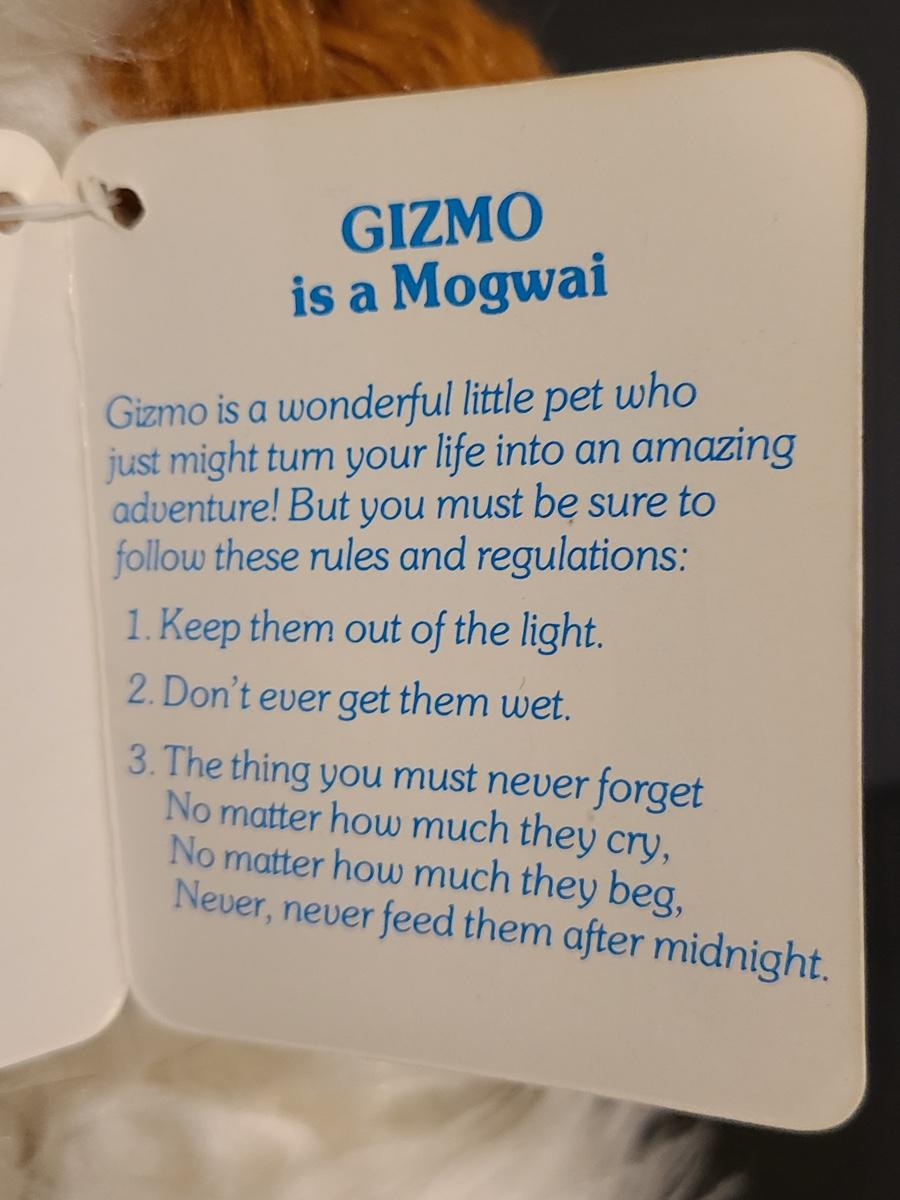 GIZMO
is a Mogwai
Gizmo is a wonderful little pet who
just might turn your life into an amazing
adventure! But you must be sure to
follow these rules and regulations:
1. Keep them out of the light.
2. Don't ever get them wet.
3. The thing you must never forget
No matter how much they cry,
No matter how much they beg,
Never, never feed them after midnight.